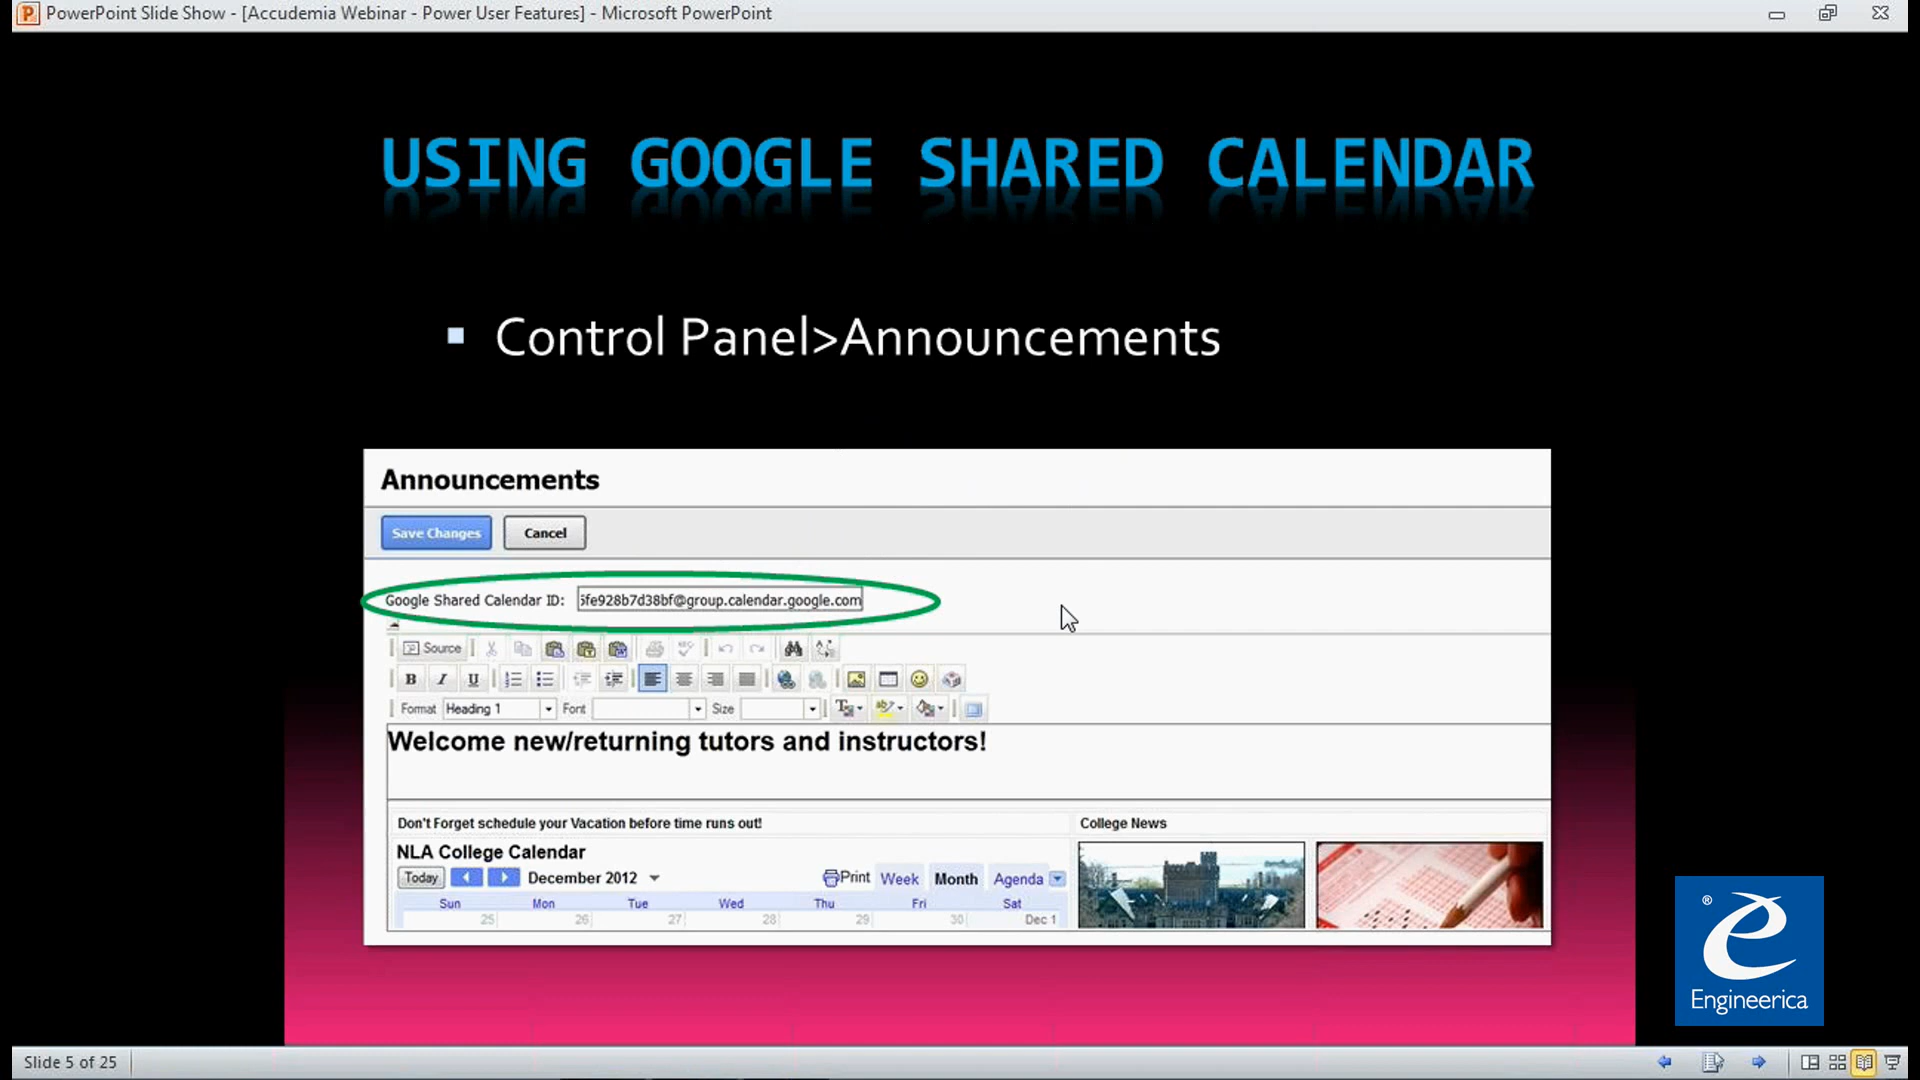 PowerPoint Slide Show - [Accudemia Webinar - Power User Features] - Microsoft PowerPoint
USING GOOGLE SHARED CALENDAR
Control Panel>Announcements
Announcements
Save Changes Cancel
Google Shared Calendar ID: 5fe928b7d38bf@group.calendar.google.com
Source
B I U
Format Heading 1 Font Size
Welcome new/returning tutors and instructors!
Don't Forget schedule your Vacation before time runs out! College News
NLA College Calendar
Today December 2012 Print Week Month Agenda
Sun Mon Tue Wed Thu Fri Sat
25 26 27 28 29 30 Dec 1
® e
Engineerica
Slide 5 of 25